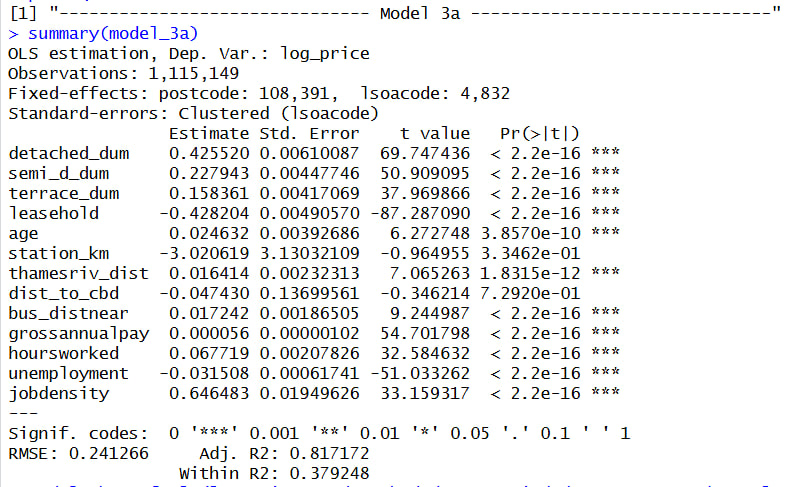 [1] "------------------------------- Model 3a ------------------------------"
> summary(model_3a)
OLS estimation, Dep. Var.: log_price
Observations: 1,115,149
Fixed-effects: postcode: 108,391,  lsoacode: 4,832
Standard-errors: Clustered (lsoacode)
                Estimate Std. Error    t value   Pr(>|t|)
detached_dum    0.425520 0.00610087  69.747436  < 2.2e-16 ***
semi_d_dum      0.227943 0.00447746  50.909095  < 2.2e-16 ***
terrace_dum     0.158361 0.00417069  37.969866  < 2.2e-16 ***
leasehold      -0.428204 0.00490570 -87.287090  < 2.2e-16 ***
age             0.024632 0.00392686   6.272748 3.8570e-10 ***
station_km     -3.020619 3.13032109  -0.964955 3.3462e-01
thamesriv_dist  0.016414 0.00232313   7.065263 1.8315e-12 ***
dist_to_cbd    -0.047430 0.13699561  -0.346214 7.2920e-01
bus_distnear    0.017242 0.00186505   9.244987  < 2.2e-16 ***
grossannualpay  0.000056 0.00000102  54.701798  < 2.2e-16 ***
hoursworked     0.067719 0.00207826  32.584632  < 2.2e-16 ***
unemployment   -0.031508 0.00061741 -51.033262  < 2.2e-16 ***
jobdensity      0.646483 0.01949626  33.159317  < 2.2e-16 ***
---
Signif. codes:  0 '***' 0.001 '**' 0.01 '*' 0.05 '.' 0.1 ' ' 1
RMSE: 0.241266     Adj. R2: 0.817172
                 Within R2: 0.379248